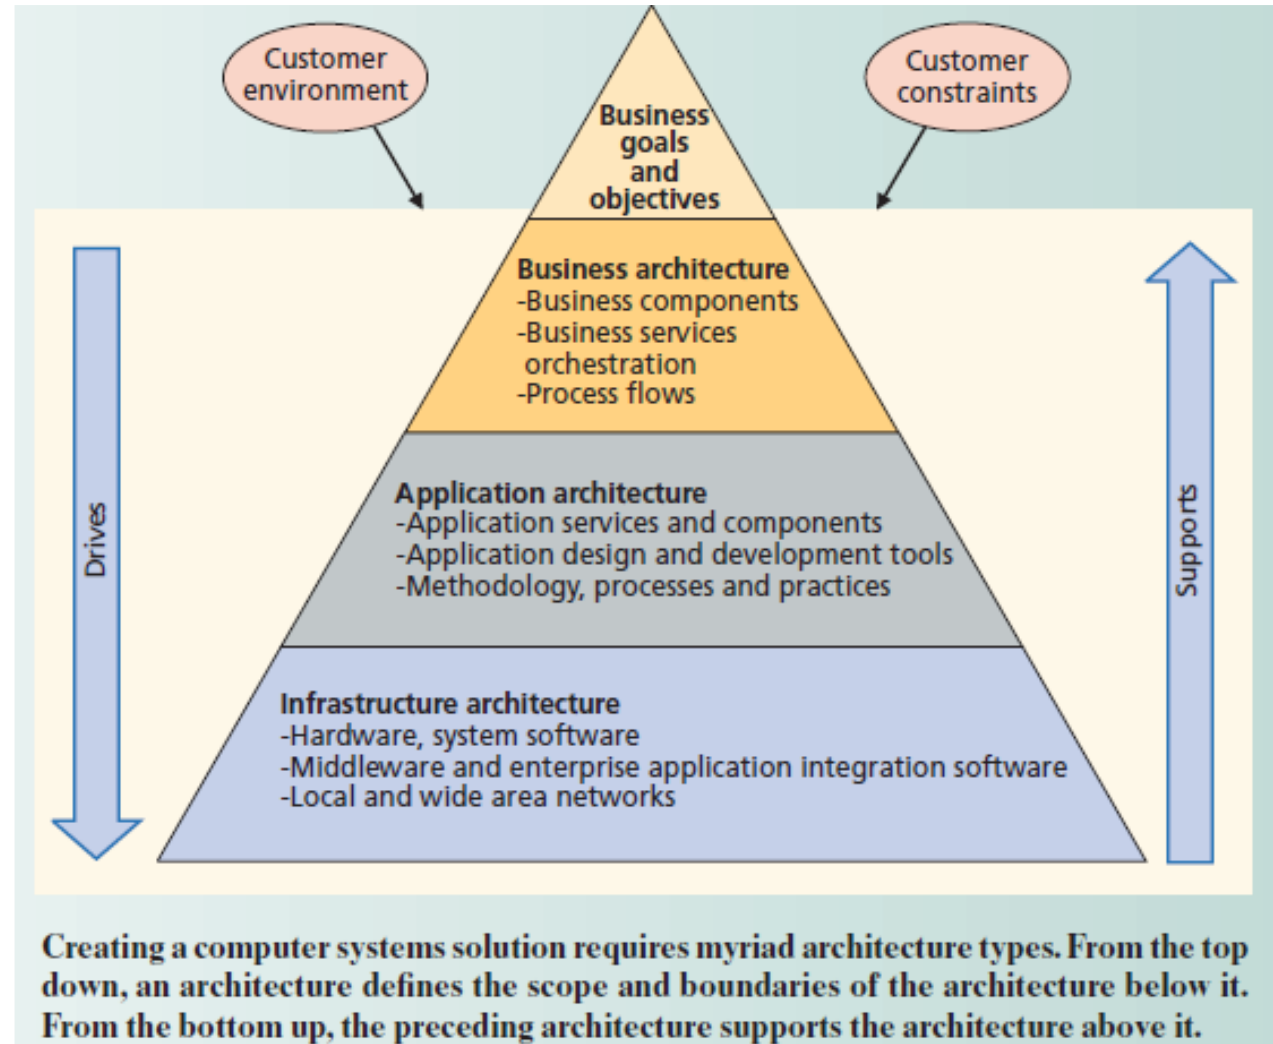 Customer
environment
Customer
constraints
Business
goals
and
objectives
Business architecture
-Business components
-Business services
orchestration
-Process flows
Drives
Application architecture
-Application services and components
-Application design and development tools
-Methodology, processes and practices
Supports
Infrastructure architecture
-Hardware, system software
-Middleware and enterprise application integration software
-Local and wide area networks
Creating a computer systems solution requires myriad architecture types. From the top
down, an architecture defines the scope and boundaries of the architecture below it.
From the bottom up, the preceding architecture supports the architecture above it.